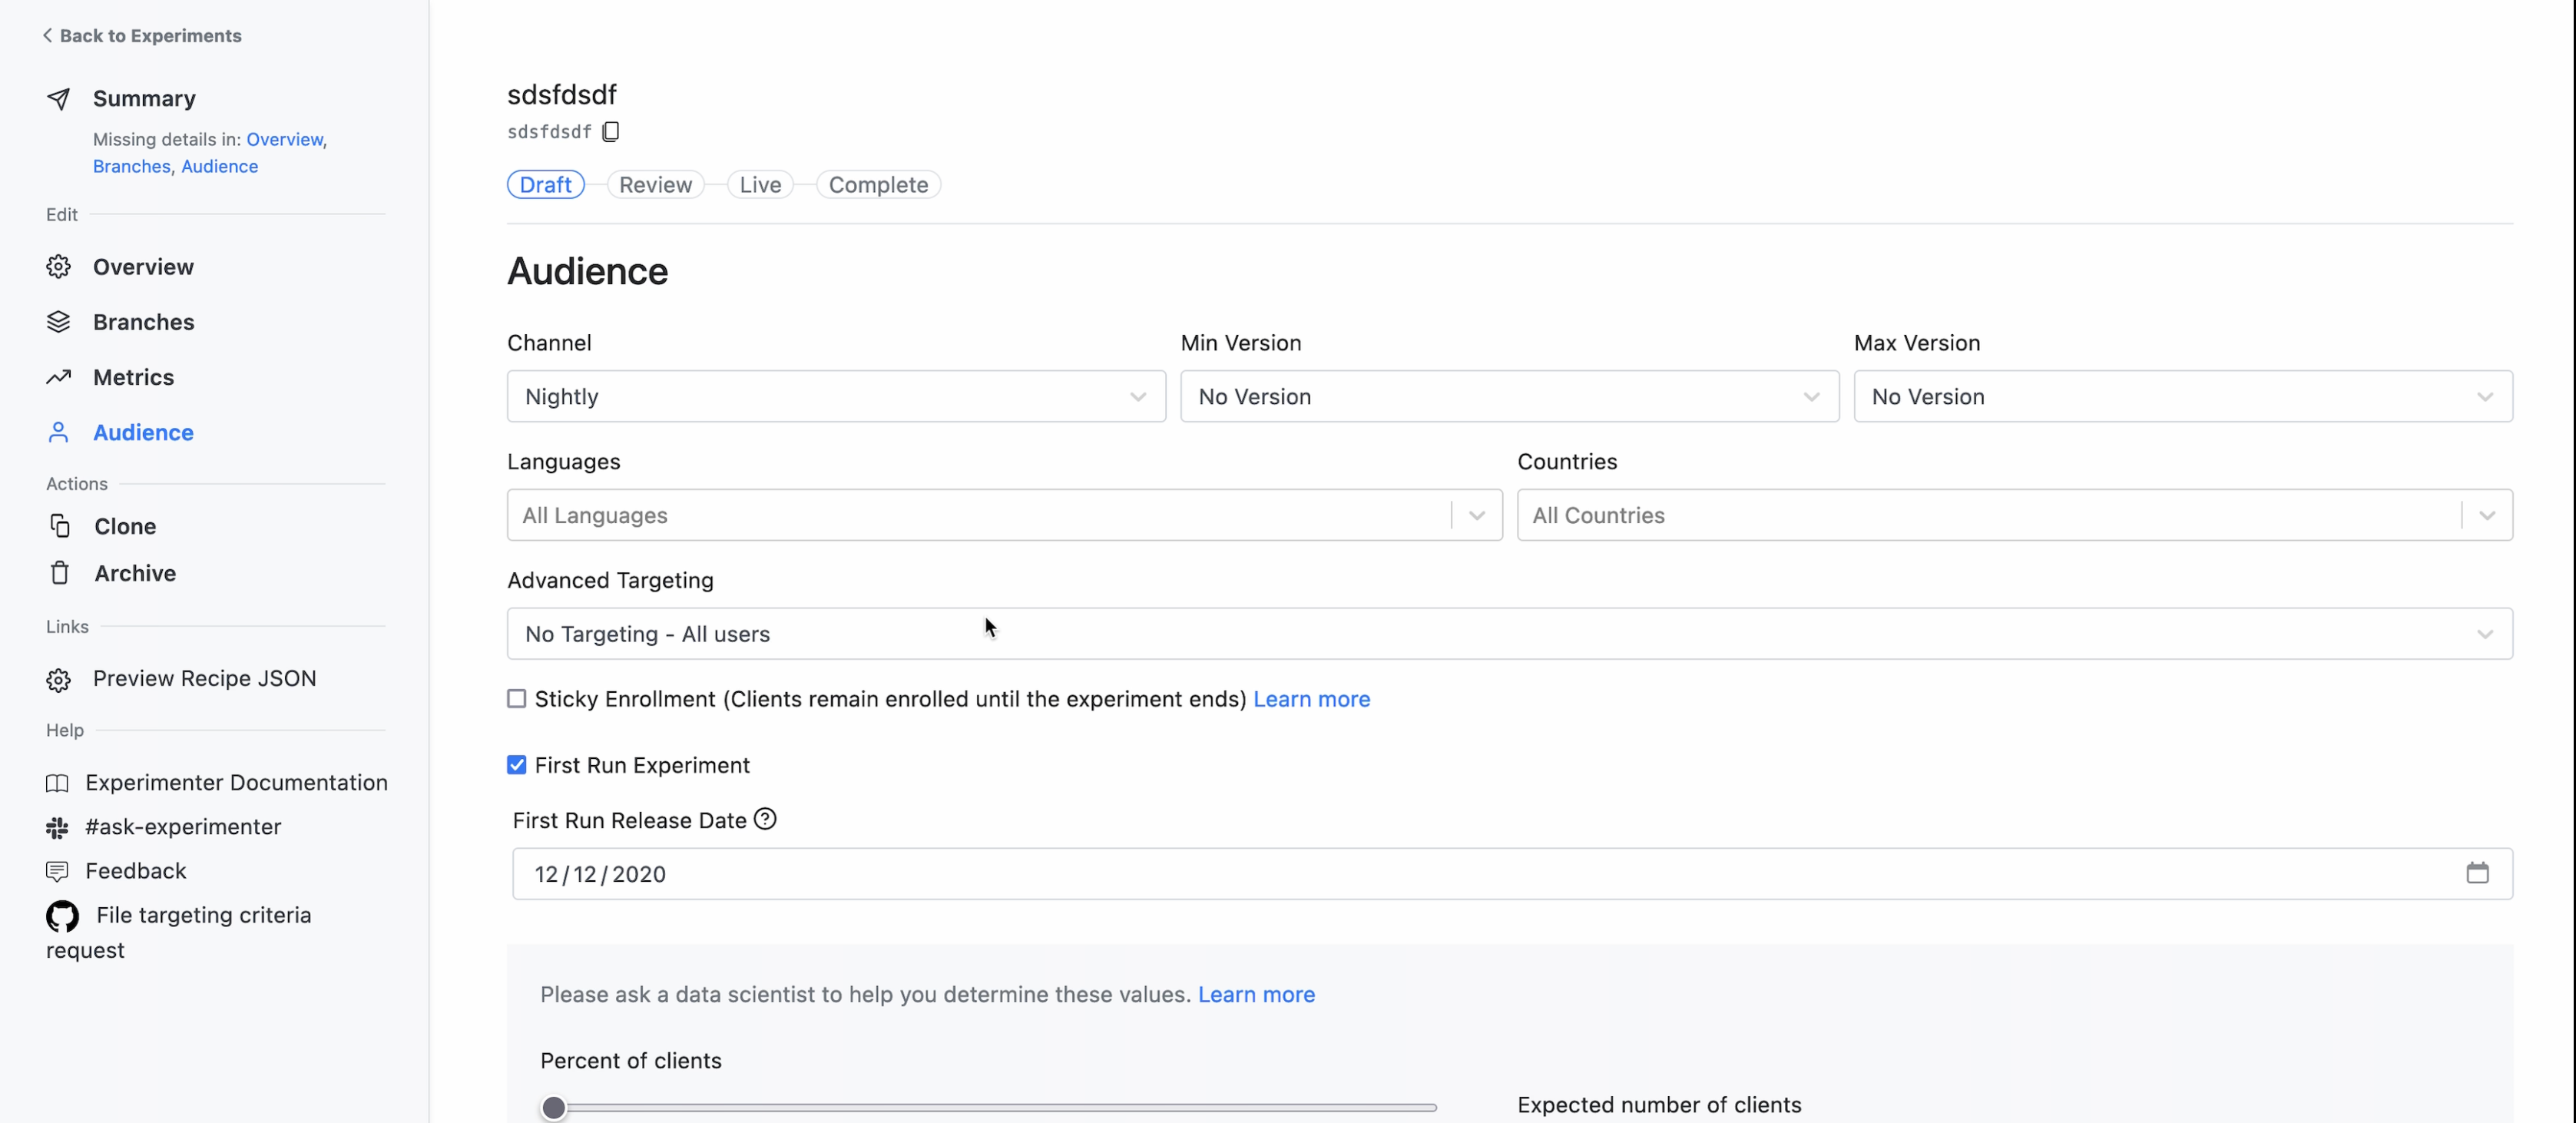 Back to Experiments
Summary
Missing details in: Overview,
Branches, Audience
Edit
Overview
Branches
Metrics
Audience
Actions
Clone
Archive
Links
Preview Recipe JSON
Help
Experimenter Documentation
#ask-experimenter
Feedback
File targeting criteria
request
sdsfdsdf
sdsfdsdf
Draft Review Live Complete
Audience
Channel Min Version Max Version
Nightly No Version No Version
Languages Countries
All Languages All Countries
Advanced Targeting
No Targeting - All users
Sticky Enrollment (Clients remain enrolled until the experiment ends) Learn more
First Run Experiment
First Run Release Date ?
12/12/2020
Please ask a data scientist to help you determine these values. Learn more
Percent of clients
Expected number of clients